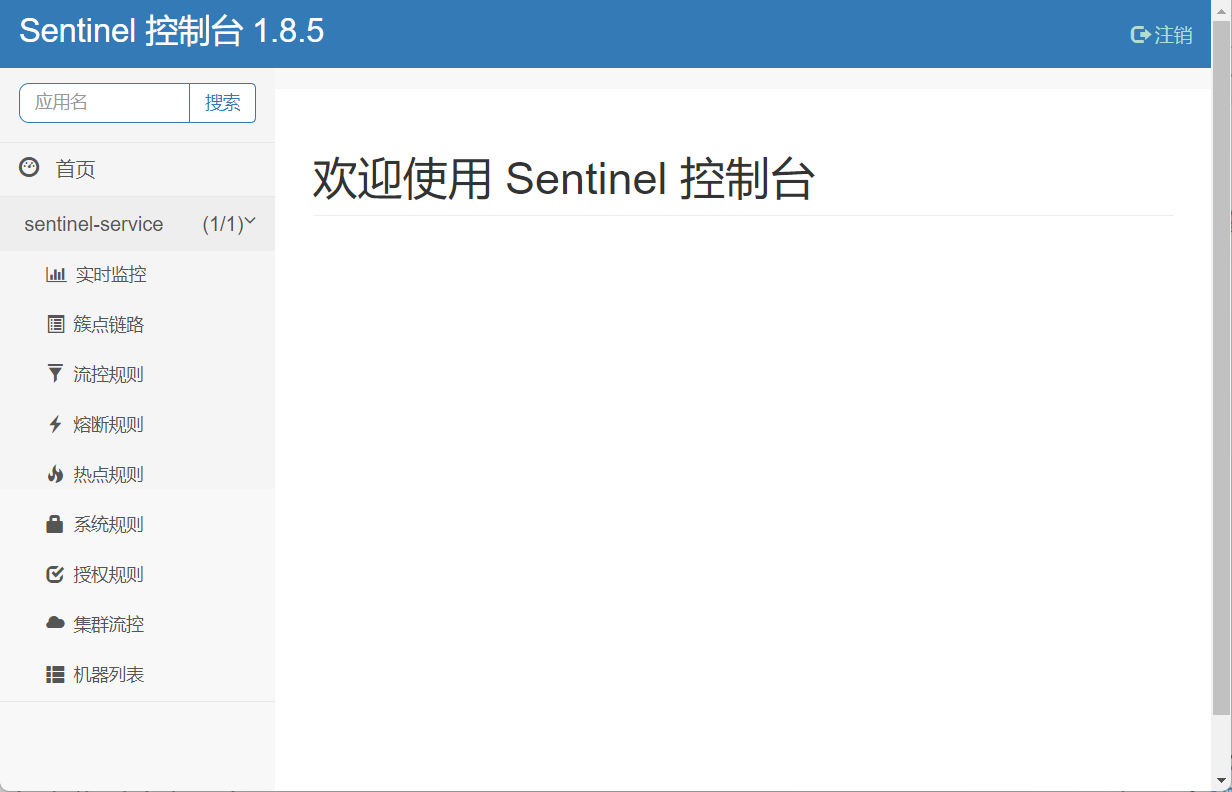 Sentinel 控制台 1.8.5
注销
应用名 搜索
首页
sentinel-service (1/1)
实时监控
簇点链路
流控规则
熔断规则
热点规则
系统规则
授权规则
集群流控
机器列表
欢迎使用 Sentinel 控制台